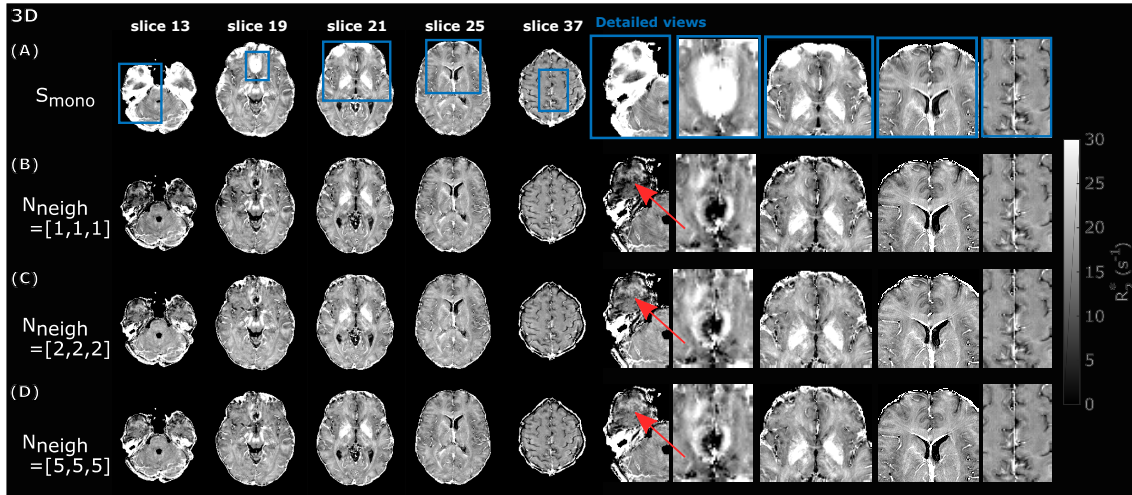 3D
slice 13 slice 19 slice 21 slice 25 slice 37 Detailed views
(A)
Smono
(B)
Nneigh
=[1,1,1]
(C)
Nneigh
=[2,2,2]
(D)
Nneigh
=[5,5,5]
30
25
20
15
10
5
0
R2* (s-1)